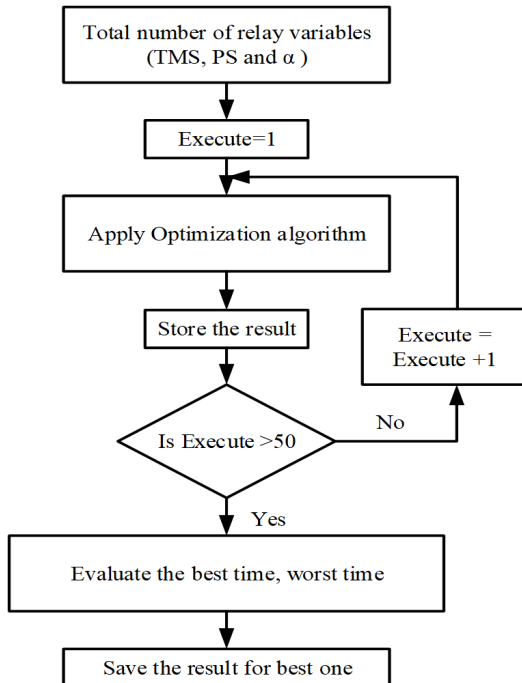 Total number of relay variables
(TMS, PS and α )
Execute=1
Apply Optimization algorithm
Store the result
Execute =
Execute +1
Is Execute >50
No
Yes
Evaluate the best time, worst time
Save the result for best one